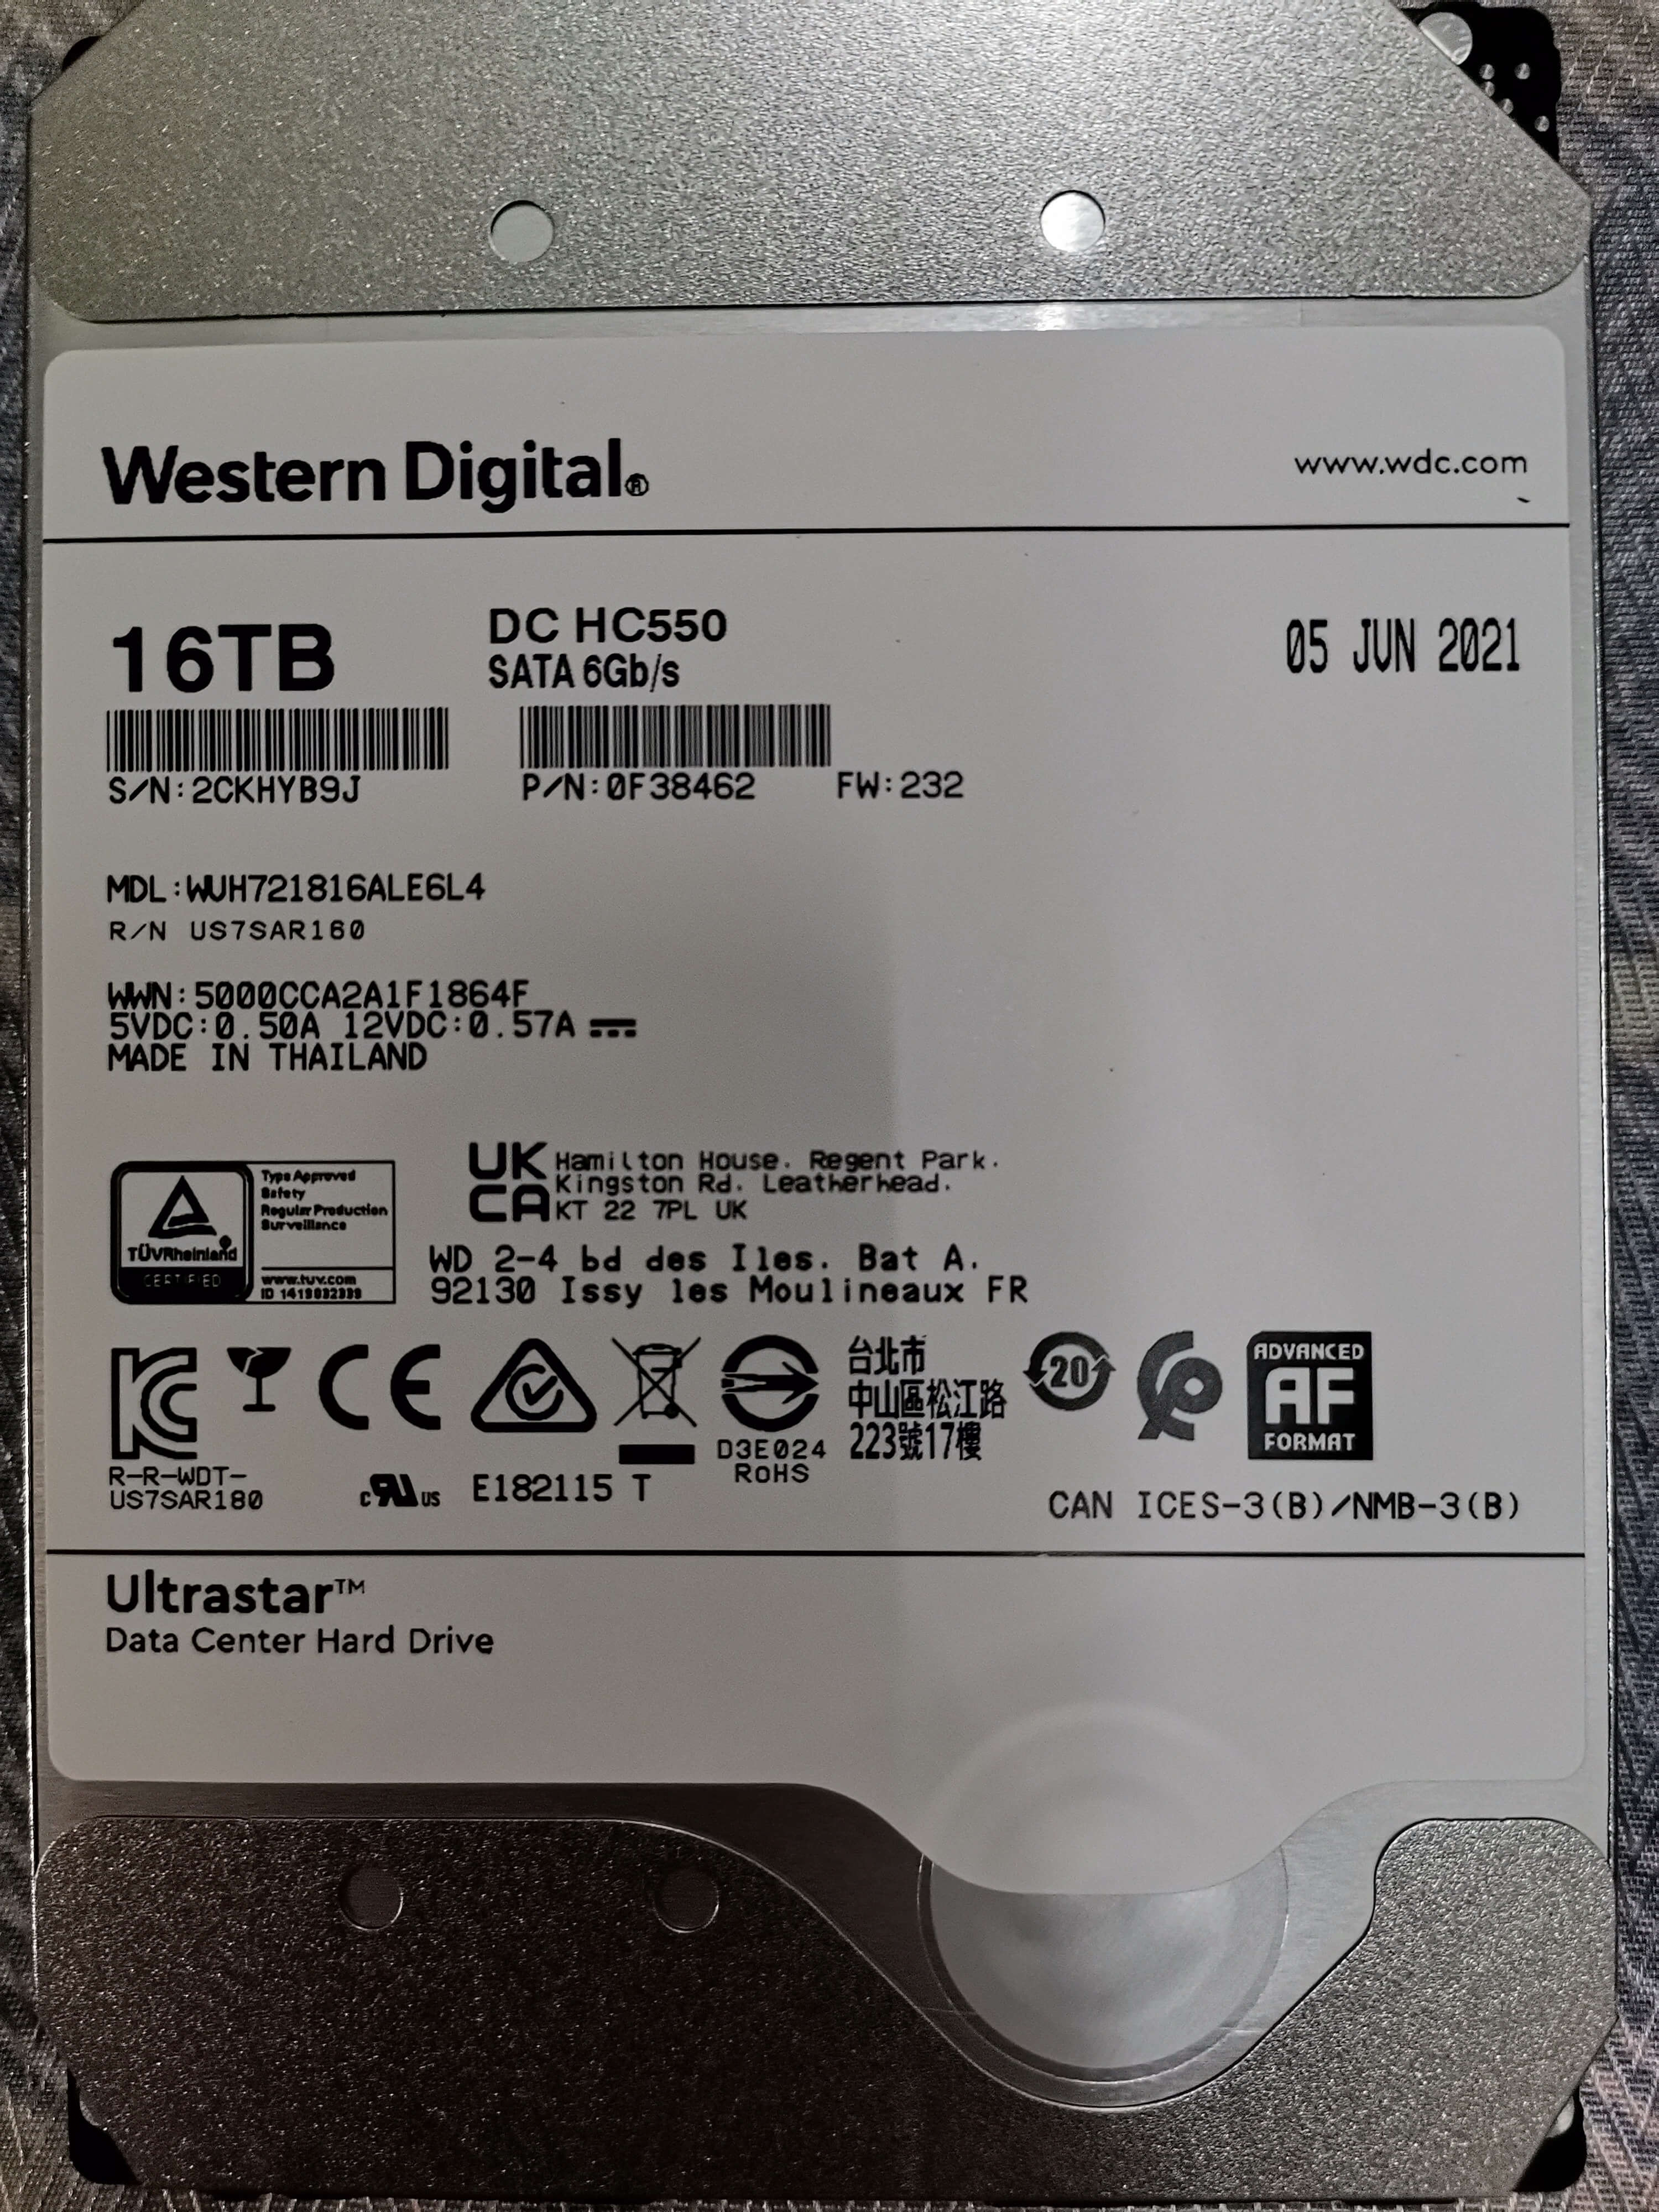 Western Digital®
www.wdc.com
16TB
DC HC550
SATA 6Gb/s
05 JUN 2021
S/N:2CKHYB9J
P/N:0F38462
FW:232
MDL:WUH721816ALE6L4
R/N US7SAR160
WWN:5000CCA2A1F1864F
5VDC:0.50A 12VDC:0.57A
MADE IN THAILAND
TÜVRheinland
CERTIFIED
Type Approved
Safety
Regular Production
Surveillance
www.tuv.com
UK
CA
Hamilton House. Regent Park.
Kingston Rd. Leatherhead.
KT 22 7PL UK
WD 2-4 bd des Iles. Bat A.
92130 Issy les Moulineaux FR
R-R-WDT-
US7SAR180
CE
c RU US
E182115 T
D3E024
RoHS
台北市
中山區松江路
223號17樓
20
ADVANCED
AF
FORMAT
CAN ICES-3(B)/NMB-3(B)
Ultrastar™
Data Center Hard Drive